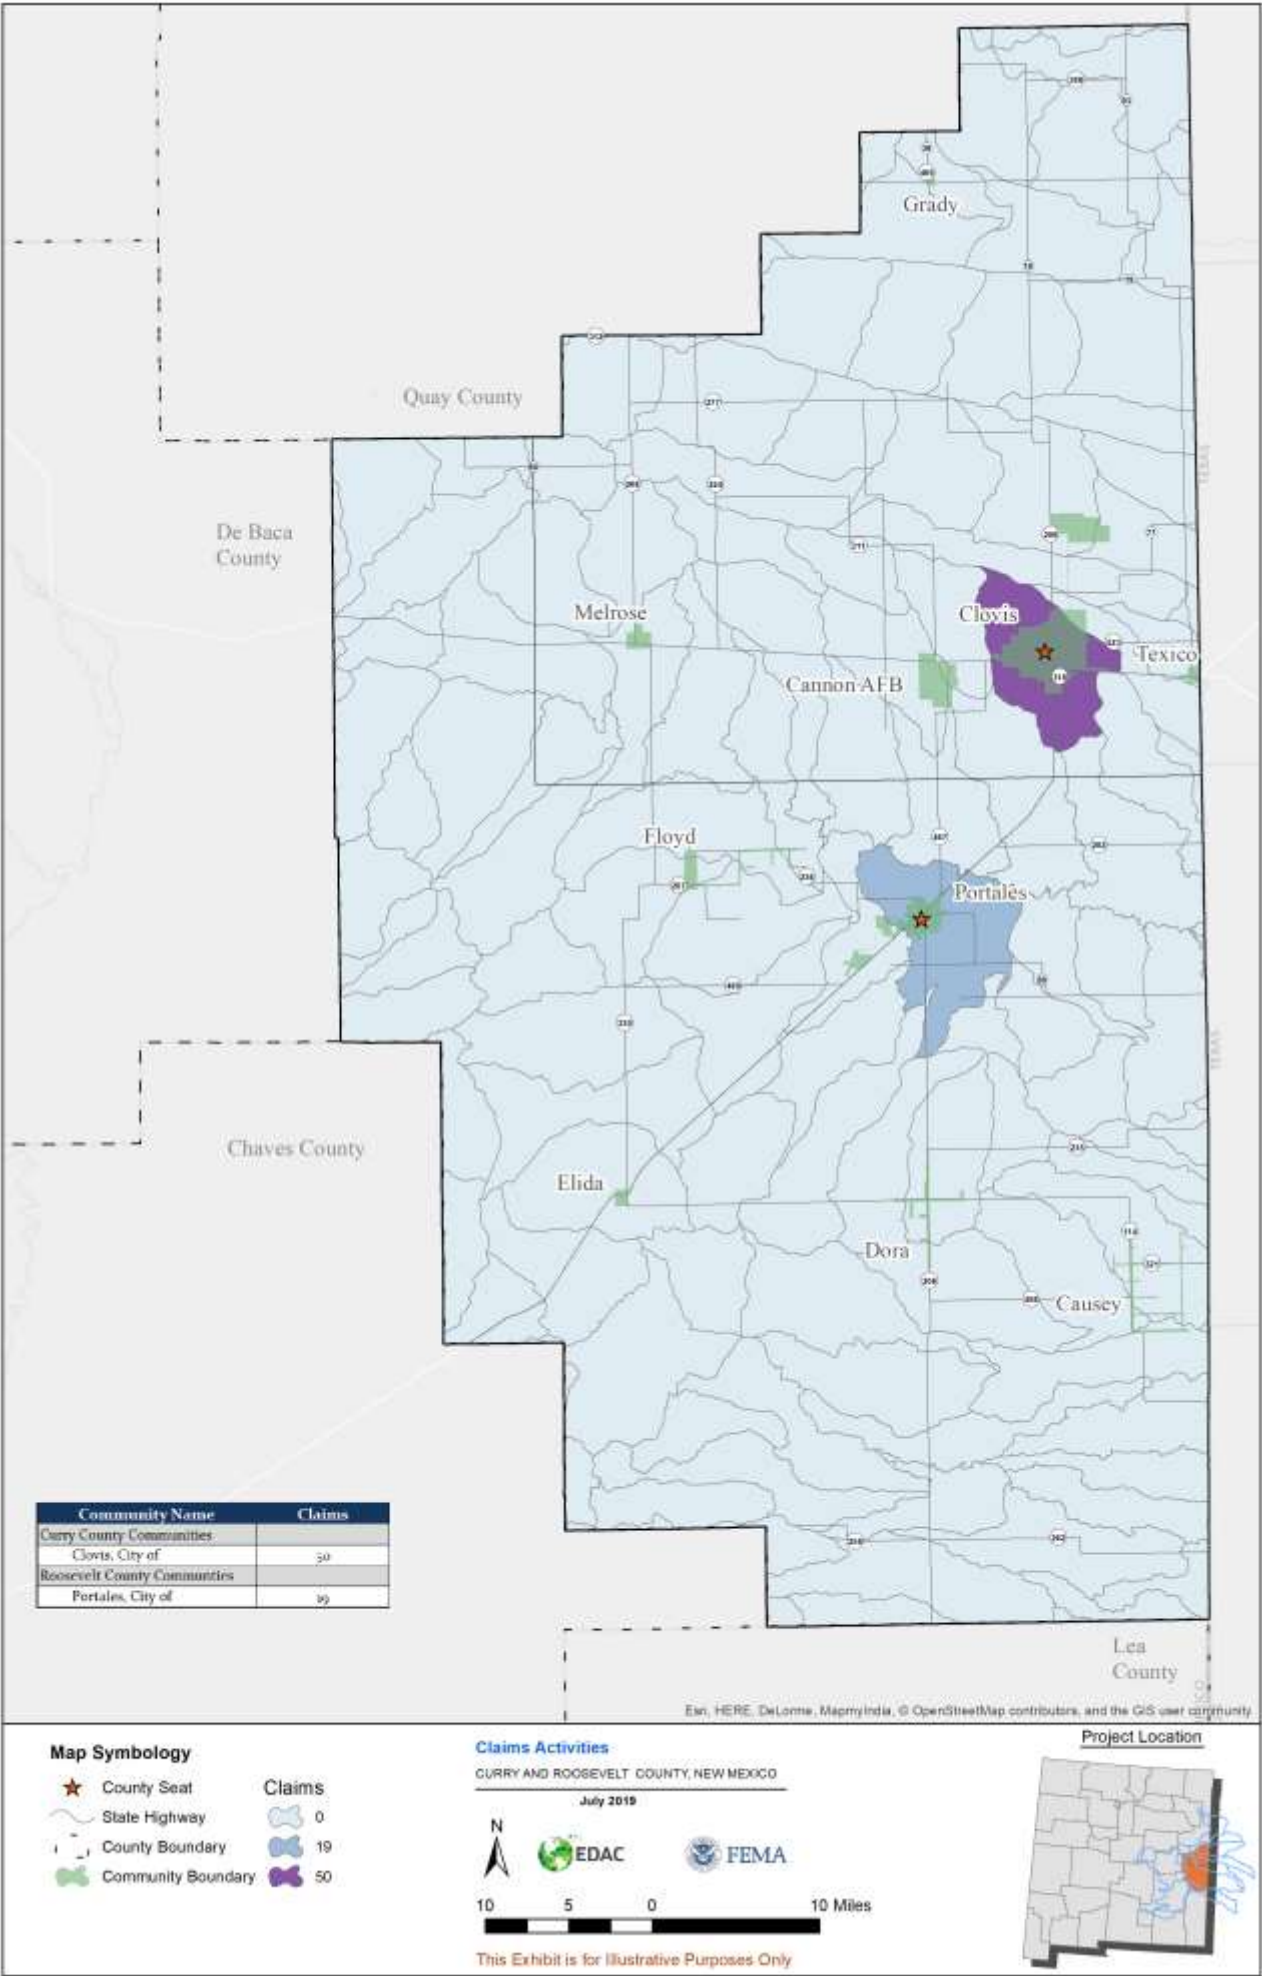 Grady
Quay County
De Baca
County
TEXAS
Melrose
Clovis
Texico
Cannon AFB
Floyd
Portales
TEXAS
Chaves County
Elida
Dora
Causey
Community Name Claims
Curry County Communities
Clovis, City of 50
Roosevelt County Communties
Portales, City of 19
Lea
County
Esri, HERE, DeLorme, MapmyIndia, © OpenStreetMap contributors, and the GIS user community
Map Symbology
County Seat
State Highway
County Boundary
Community Boundary
Claims
0
19
50
Claims Activities
CURRY AND ROOSEVELT COUNTY, NEW MEXICO
July 2019
N
EDAC
FEMA
10 5 0 10 Miles
This Exhibit is for Illustrative Purposes Only
Project Location